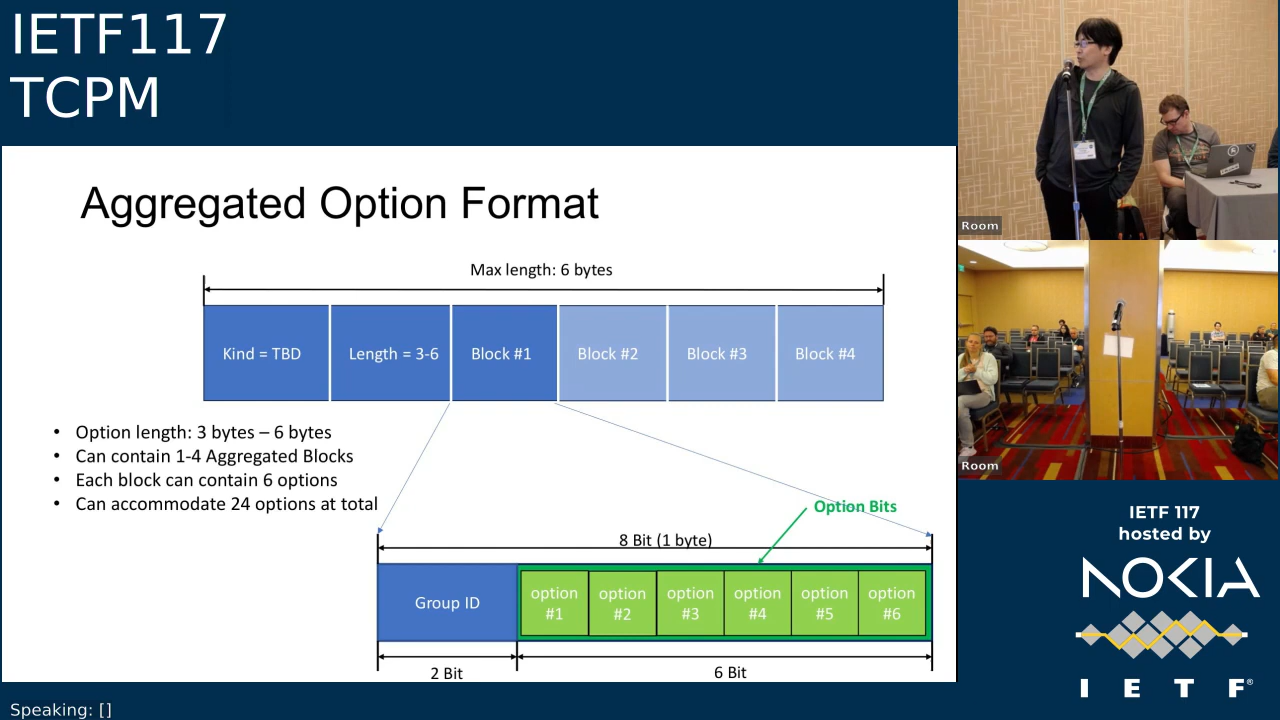 IETF117
TCPM
Aggregated Option Format
Max length: 6 bytes
Kind = TBD
Length = 3-6
Block #1
Block #2
Block #3
Block #4
• Option length: 3 bytes – 6 bytes
• Can contain 1-4 Aggregated Blocks
• Each block can contain 6 options
• Can accommodate 24 options at total
Option Bits
8 Bit (1 byte)
Group ID
option
#1
option
#2
option
#3
option
#4
option
#5
option
#6
2 Bit
6 Bit
Speaking: []
Room
Room
IETF 117
hosted by
NOKIA
IETF®